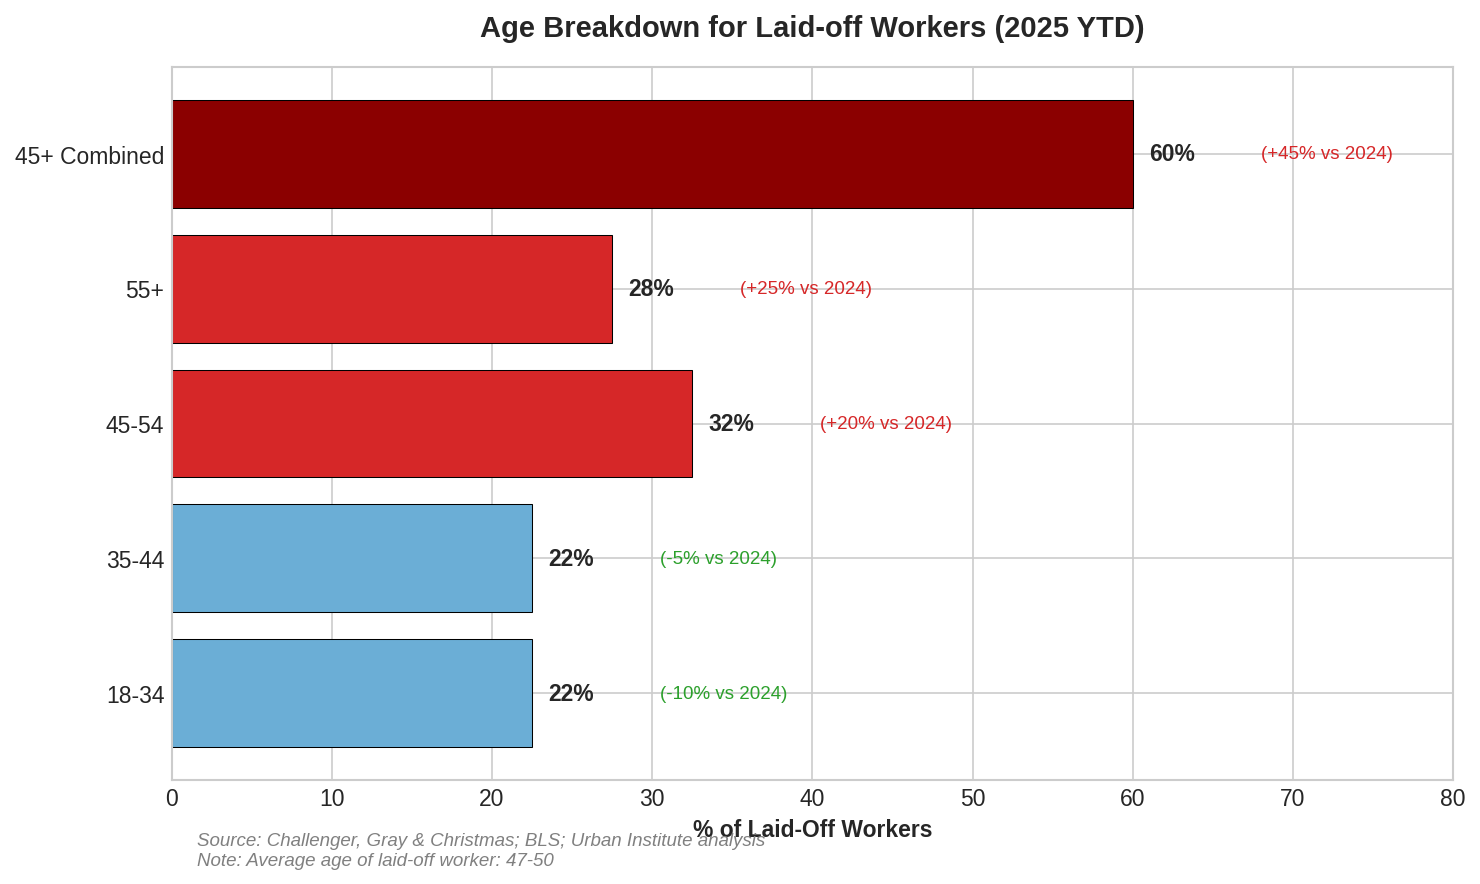 Age Breakdown for Laid-off Workers (2025 YTD)
45+ Combined
60%
(+45% vs 2024)
55+
28%
(+25% vs 2024)
45-54
32%
(+20% vs 2024)
35-44
22%
(-5% vs 2024)
18-34
22%
(-10% vs 2024)
0 10 20 30 40 50 60 70 80
% of Laid-Off Workers
Source: Challenger, Gray & Christmas; BLS; Urban Institute analysis
Note: Average age of laid-off worker: 47-50